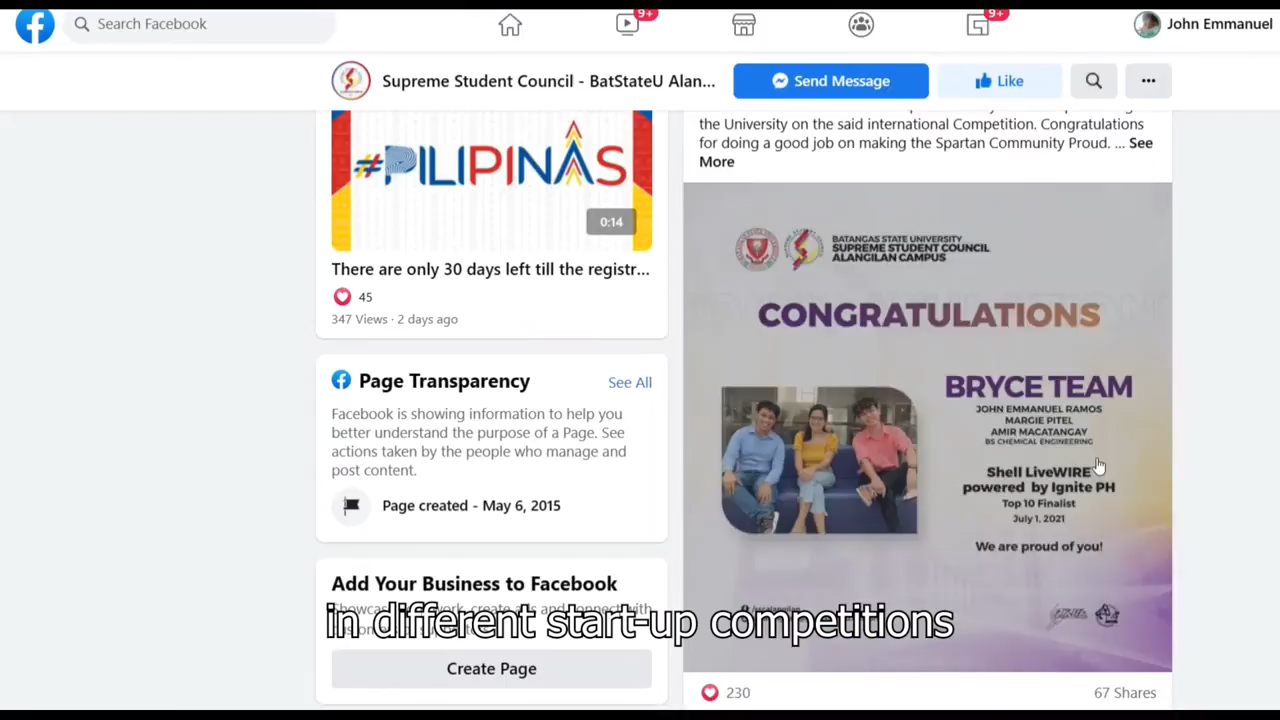 Search Facebook
9+
9+
John Emmanuel
Supreme Student Council - BatStateU Alan...
Send Message
Like
#PILIPINAS
0:14
There are only 30 days left till the registr...
45
347 Views · 2 days ago
Page Transparency
See All
Facebook is showing information to help you
better understand the purpose of a Page. See
actions taken by the people who manage and
post content.
Page created - May 6, 2015
Add Your Business to Facebook
Create Page
the University on the said international Competition. Congratulations
for doing a good job on making the Spartan Community Proud. ... See
More
BATANGAS STATE UNIVERSITY
SUPREME STUDENT COUNCIL
ALANGILAN CAMPUS
CONGRATULATIONS
BRYCE TEAM
JOHN EMMANUEL RAMOS
MARGIE PITEL
AMIR MACATANGAY
BS CHEMICAL ENGINEERING
Shell LiveWIRE
powered by Ignite PH
Top 10 Finalist
July 1, 2021
We are proud of you!
230
67 Shares
in different start-up competitions